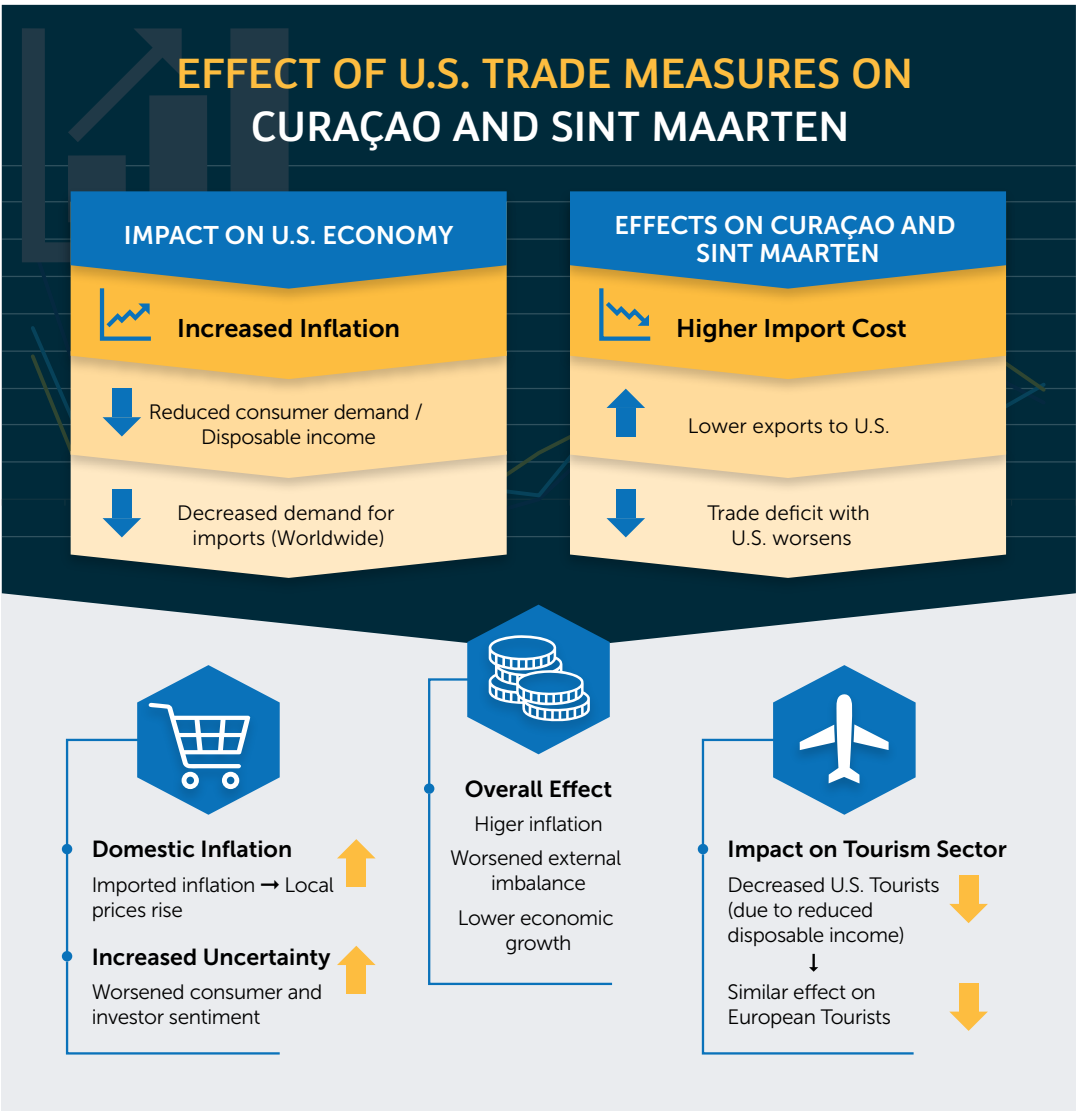 EFFECT OF U.S. TRADE MEASURES ON
CURAÇAO AND SINT MAARTEN
IMPACT ON U.S. ECONOMY
Increased Inflation
Reduced consumer demand /
Disposable income
Decreased demand for
imports (Worldwide)
EFFECTS ON CURAÇAO AND
SINT MAARTEN
Higher Import Cost
Lower exports to U.S.
Trade deficit with
U.S. worsens
Domestic Inflation
Imported inflation → Local
prices rise
Increased Uncertainty
Worsened consumer and
investor sentiment
Overall Effect
Higer inflation
Worsened external
imbalance
Lower economic
growth
Impact on Tourism Sector
Decreased U.S. Tourists
(due to reduced
disposable income)
↓
Similar effect on
European Tourists